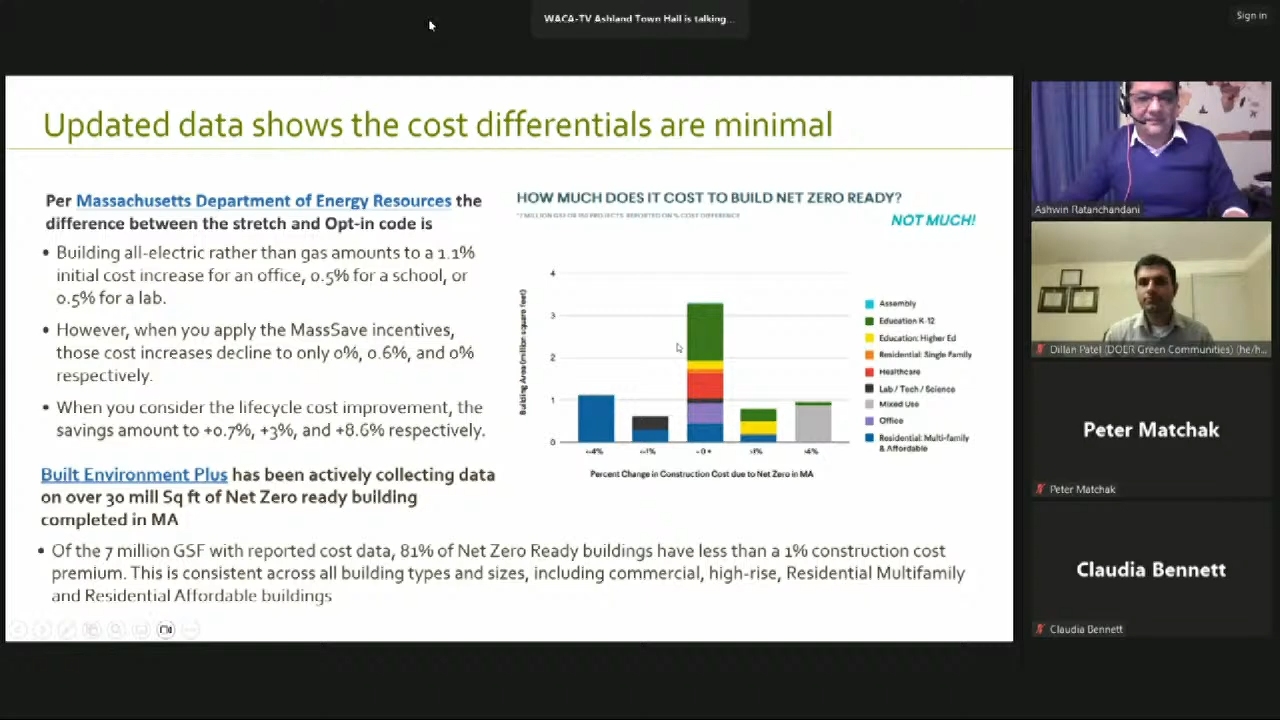 WACA-TV Ashland Town Hall is talking...
Sign in
Updated data shows the cost differentials are minimal
Per Massachusetts Department of Energy Resources the
difference between the stretch and Opt-in code is
• Building all-electric rather than gas amounts to a 1.1%
initial cost increase for an office, 0.5% for a school, or
0.5% for a lab.
• However, when you apply the MassSave incentives,
those cost increases decline to only 0%, 0.6%, and 0%
respectively.
• When you consider the lifecycle cost improvement, the
savings amount to +0.7%, +3%, and +8.6% respectively.
Built Environment Plus has been actively collecting data
on over 30 mill Sq ft of Net Zero ready building
completed in MA
• Of the 7 million GSF with reported cost data, 81% of Net Zero Ready buildings have less than a 1% construction cost
premium. This is consistent across all building types and sizes, including commercial, high-rise, Residential Multifamily
and Residential Affordable buildings
HOW MUCH DOES IT COST TO BUILD NET ZERO READY?
NOT MUCH!
Building Area (million square feet)
4
3
2
1
0
Percent Change in Construction Cost due to Net Zero in MA
Assembly
Education K-12
Education: Higher Ed
Residential: Single Family
Healthcare
Lab / Tech / Science
Mixed Use
Office
Residential: Multi-family
& Affordable
Ashwin Ratanchandani
Dillan Patel (DOER Green Communities) (he/h...
Peter Matchak
Peter Matchak
Claudia Bennett
Claudia Bennett